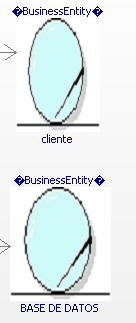 �BusinessEntity�
cliente
�BusinessEntity�
BASE DE DATOS